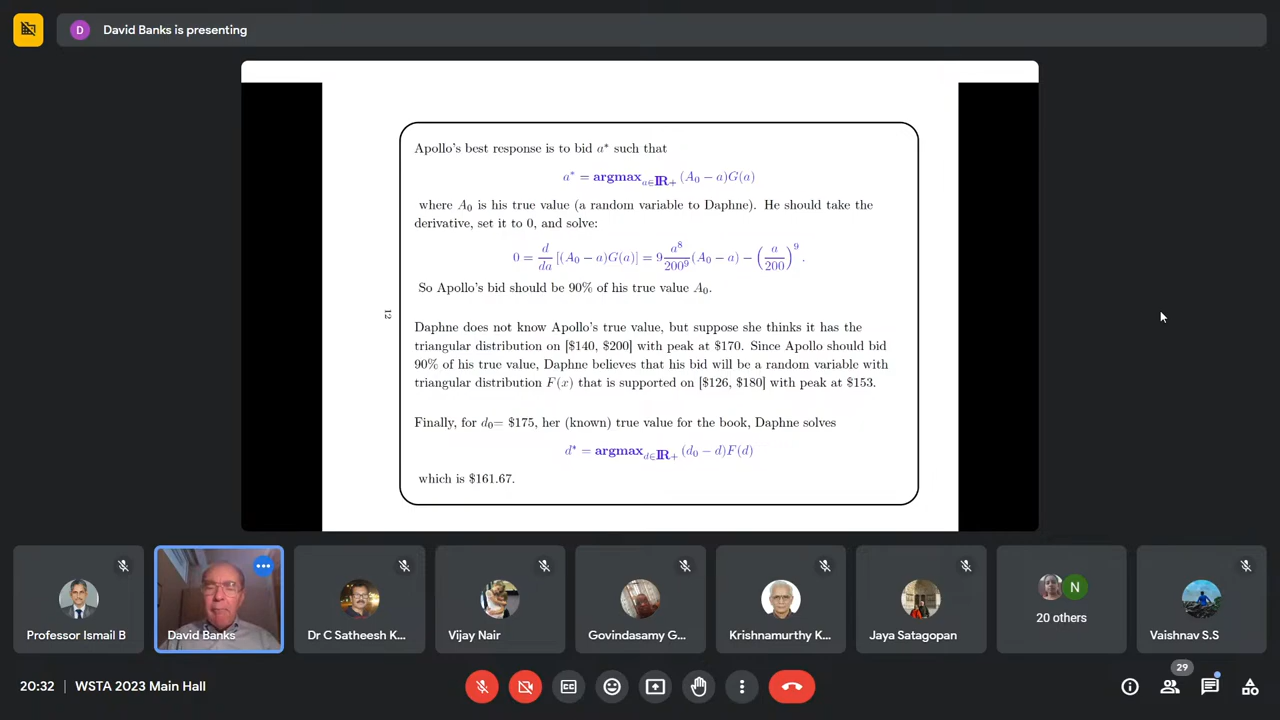 D David Banks is presenting
Apollo's best response is to bid a* such that
a* = argmax_{a∈ℝ+} (A₀ − a)G(a)
where A₀ is his true value (a random variable to Daphne). He should take the
derivative, set it to 0, and solve:
0 = d/da [(A₀ − a)G(a)] = 9 a⁸/200⁹ (A₀ − a) − (a/200)⁹.
So Apollo's bid should be 90% of his true value A₀.
12
Daphne does not know Apollo's true value, but suppose she thinks it has the
triangular distribution on [$140, $200] with peak at $170. Since Apollo should bid
90% of his true value, Daphne believes that his bid will be a random variable with
triangular distribution F(x) that is supported on [$126, $180] with peak at $153.
Finally, for d₀= $175, her (known) true value for the book, Daphne solves
d* = argmax_{d∈ℝ+} (d₀ − d)F(d)
which is $161.67.
N
Professor Ismail B
David Banks
Dr C Satheesh K...
Vijay Nair
Govindasamy G...
Krishnamurthy K...
Jaya Satagopan
20 others
Vaishnav S.S
20:32 | WSTA 2023 Main Hall
29